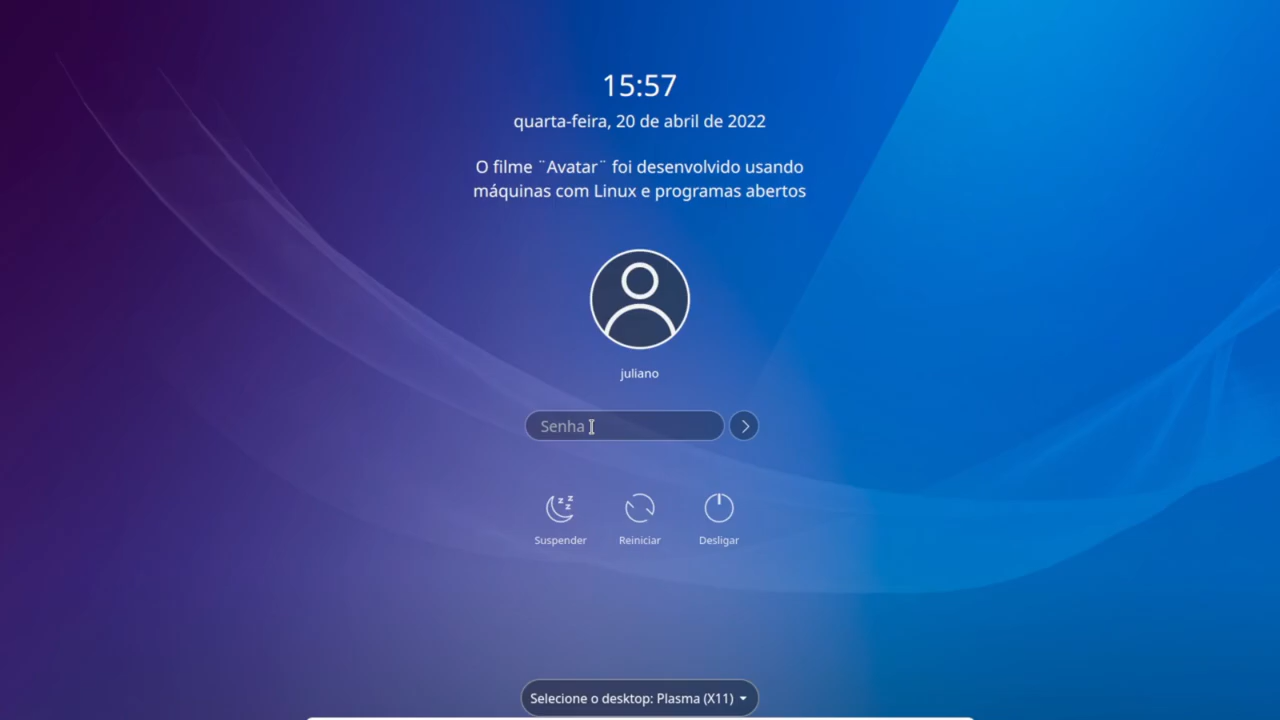 15:57
quarta-feira, 20 de abril de 2022
O filme ¨Avatar¨ foi desenvolvido usando
máquinas com Linux e programas abertos
juliano
Senha
Suspender
Reiniciar
Desligar
Selecione o desktop: Plasma (X11)